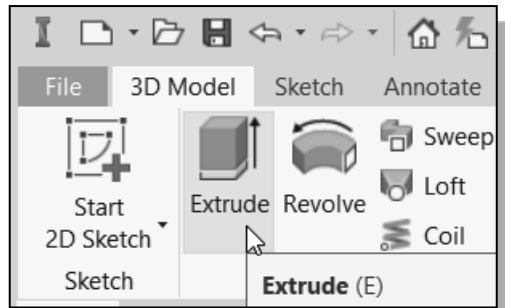 File 3D Model Sketch Annotate
Start
2D Sketch
Extrude
Revolve
Sweep
Loft
Coil
Sketch
Extrude (E)